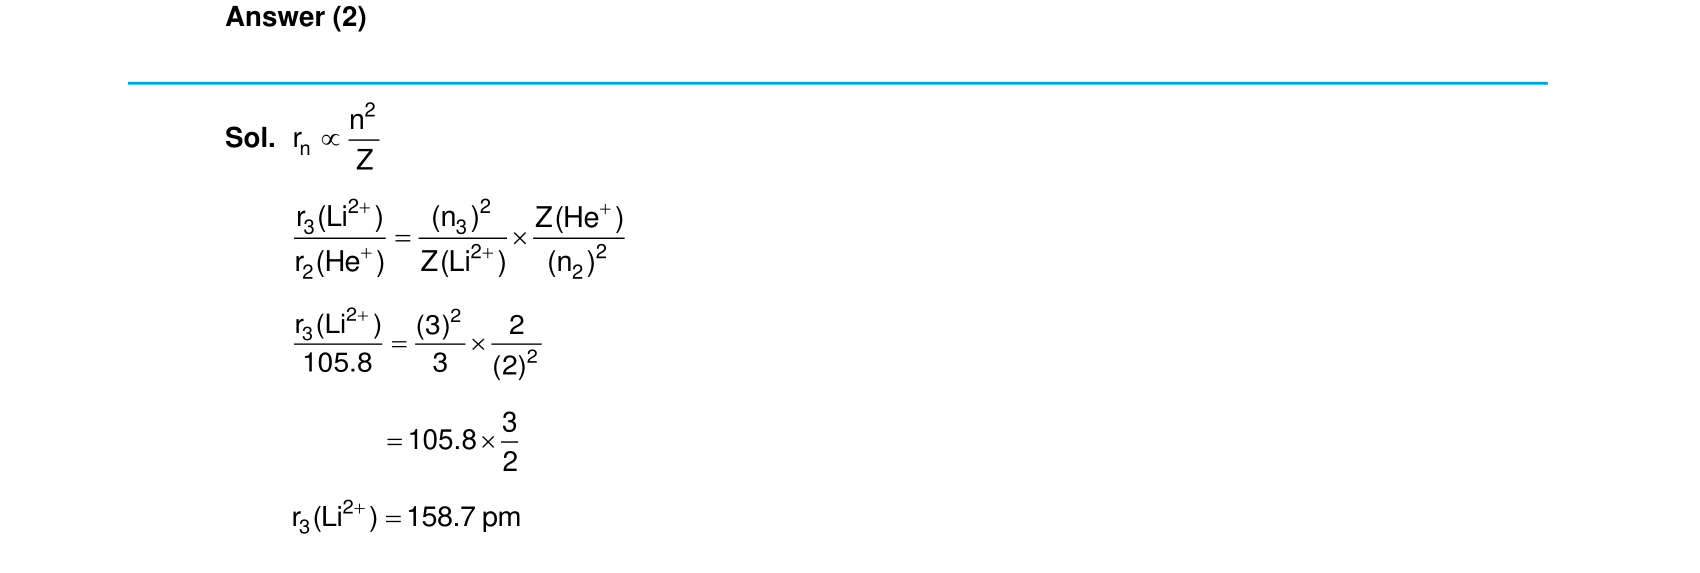 Answer (2)
Sol. rₙ ∝ n²/Z
r₃(Li²⁺)/r₂(He⁺) = (n₃)²/Z(Li²⁺) × Z(He⁺)/(n₂)²
r₃(Li²⁺)/105.8 = (3)²/3 × 2/(2)²
= 105.8 × 3/2
r₃(Li²⁺) = 158.7 pm